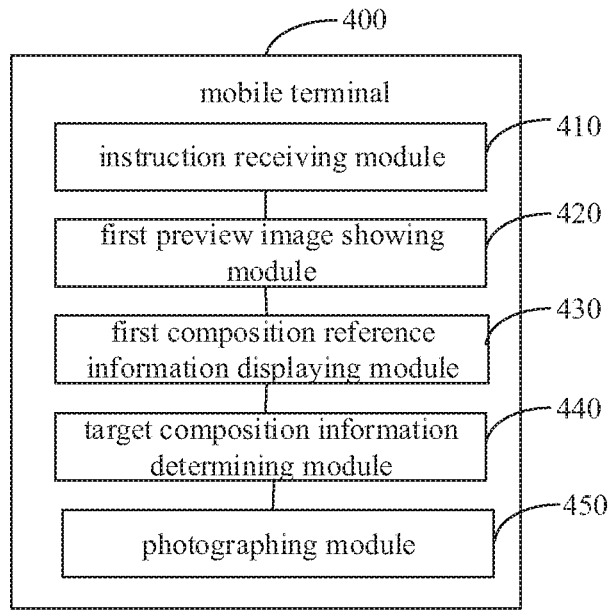 400
mobile terminal
410
instruction receiving module
420
first preview image showing
module
430
first composition reference
information displaying module
440
target composition information
determining module
450
photographing module